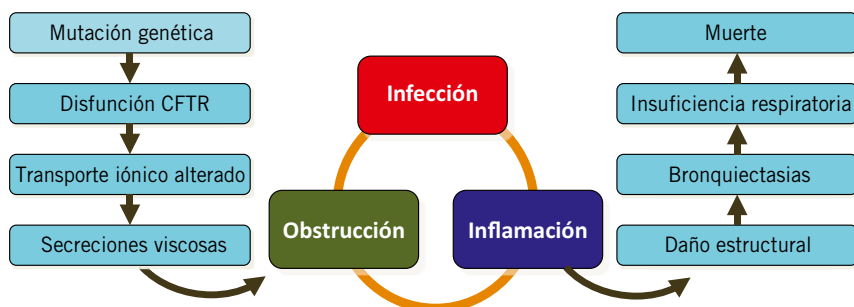 Mutación genética
Disfunción CFTR
Transporte iónico alterado
Secreciones viscosas
Infección
Obstrucción
Inflamación
Muerte
Insuficiencia respiratoria
Bronquiectasias
Daño estructural